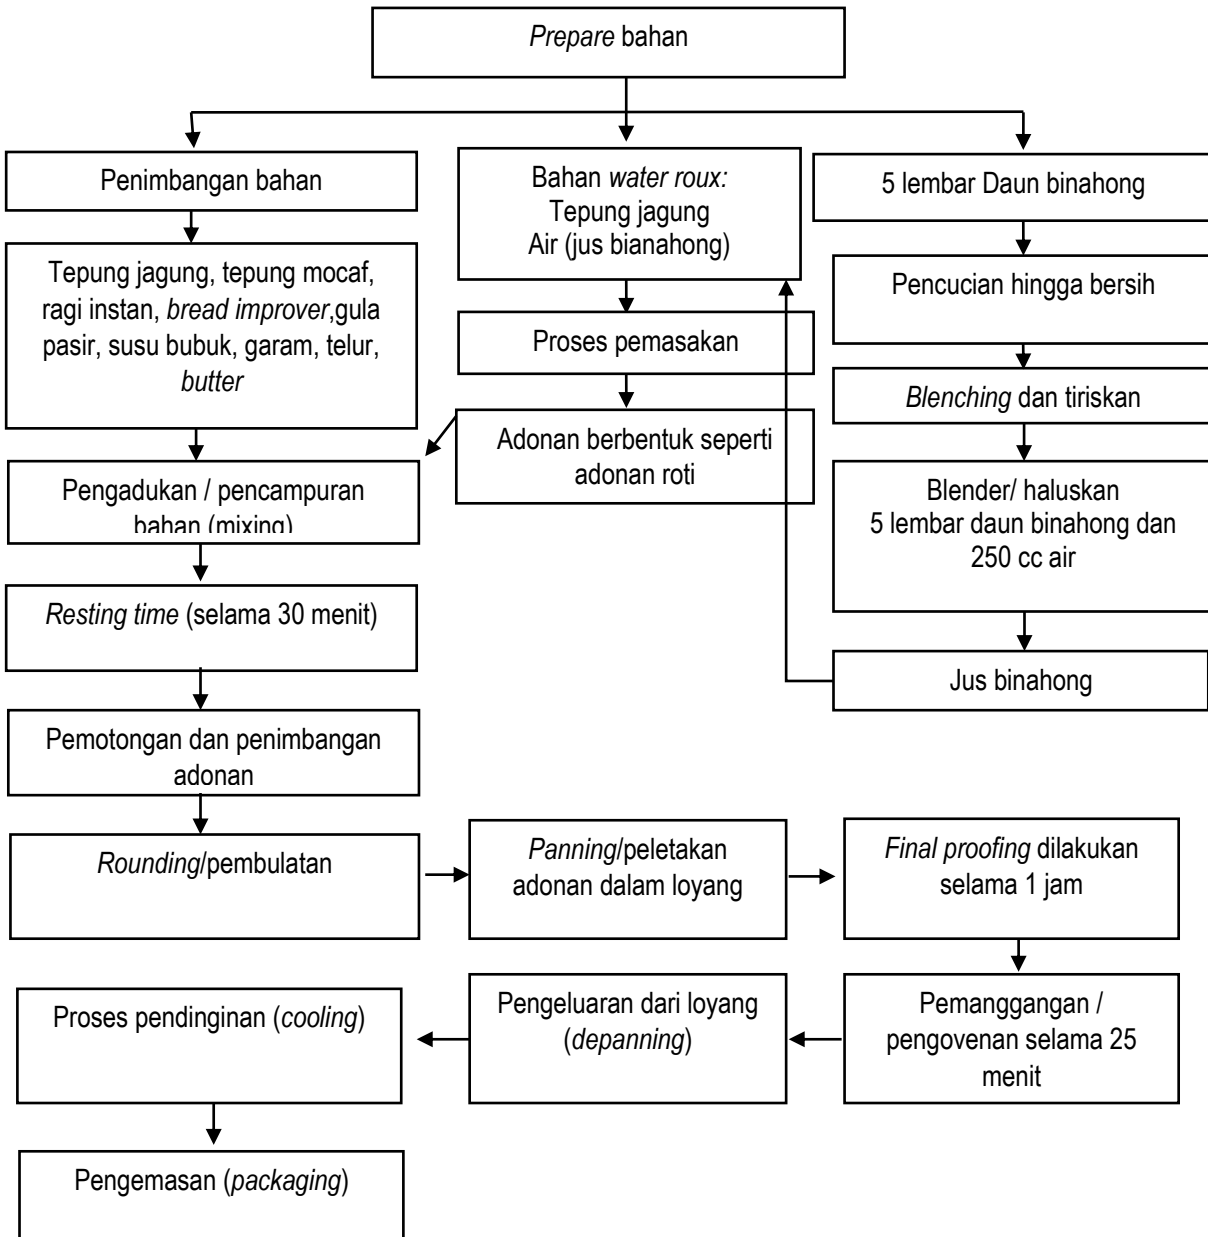 Prepare bahan
Penimbangan bahan
Tepung jagung, tepung mocaf,
ragi instan, bread improver,gula
pasir, susu bubuk, garam, telur,
butter
Pengadukan / pencampuran
bahan (mixing)
Resting time (selama 30 menit)
Pemotongan dan penimbangan
adonan
Bahan water roux:
Tepung jagung
Air (jus bianahong)
Proses pemasakan
Adonan berbentuk seperti
adonan roti
5 lembar Daun binahong
Pencucian hingga bersih
Blenching dan tiriskan
Blender/ haluskan
5 lembar daun binahong dan
250 cc air
Jus binahong
Rounding/pembulatan
Panning/peletakan
adonan dalam loyang
Final proofing dilakukan
selama 1 jam
Pemanggangan /
pengovenan selama 25
menit
Pengeluaran dari loyang
(depanning)
Proses pendinginan (cooling)
Pengemasan (packaging)